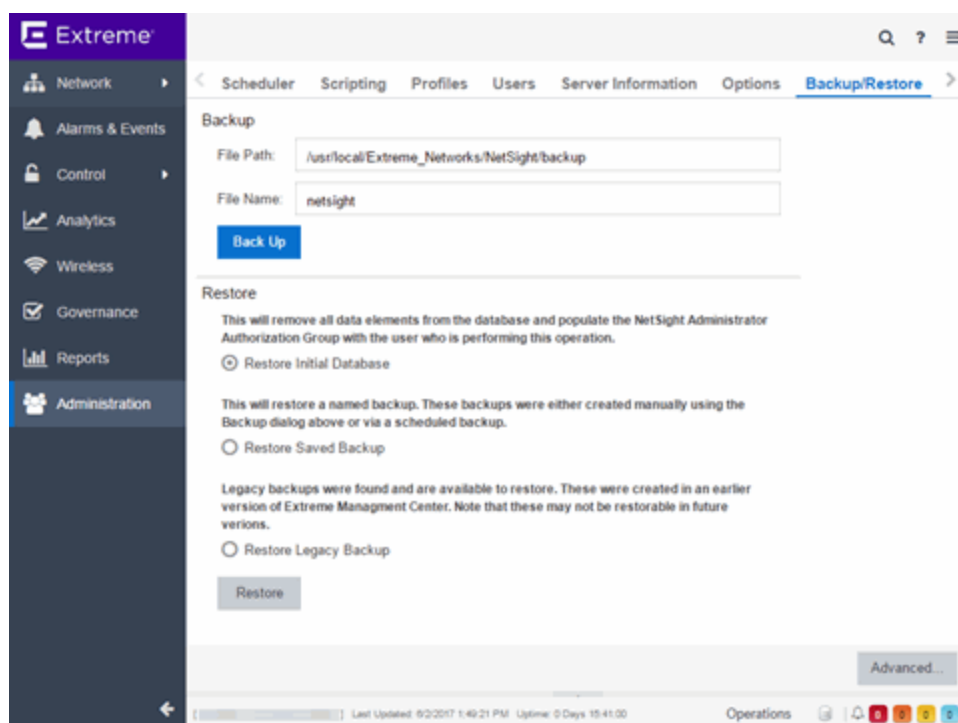 Extreme
Network
Alarms & Events
Control
Analytics
Wireless
Governance
Reports
Administration
?
Scheduler Scripting Profiles Users Server Information Options Backup/Restore
Backup
File Path: /usr/local/Extreme_Networks/NetSight/backup
File Name: netsight
Back Up
Restore
This will remove all data elements from the database and populate the NetSight Administrator
Authorization Group with the user who is performing this operation.
Restore Initial Database
This will restore a named backup. These backups were either created manually using the
Backup dialog above or via a scheduled backup.
Restore Saved Backup
Legacy backups were found and are available to restore. These were created in an earlier
version of Extreme Managment Center. Note that these may not be restorable in future
verions.
Restore Legacy Backup
Restore
Advanced...
Last Updated: 6/2/2017 1:49:21 PM Uptime: 0 Days 15:41:00 Operations